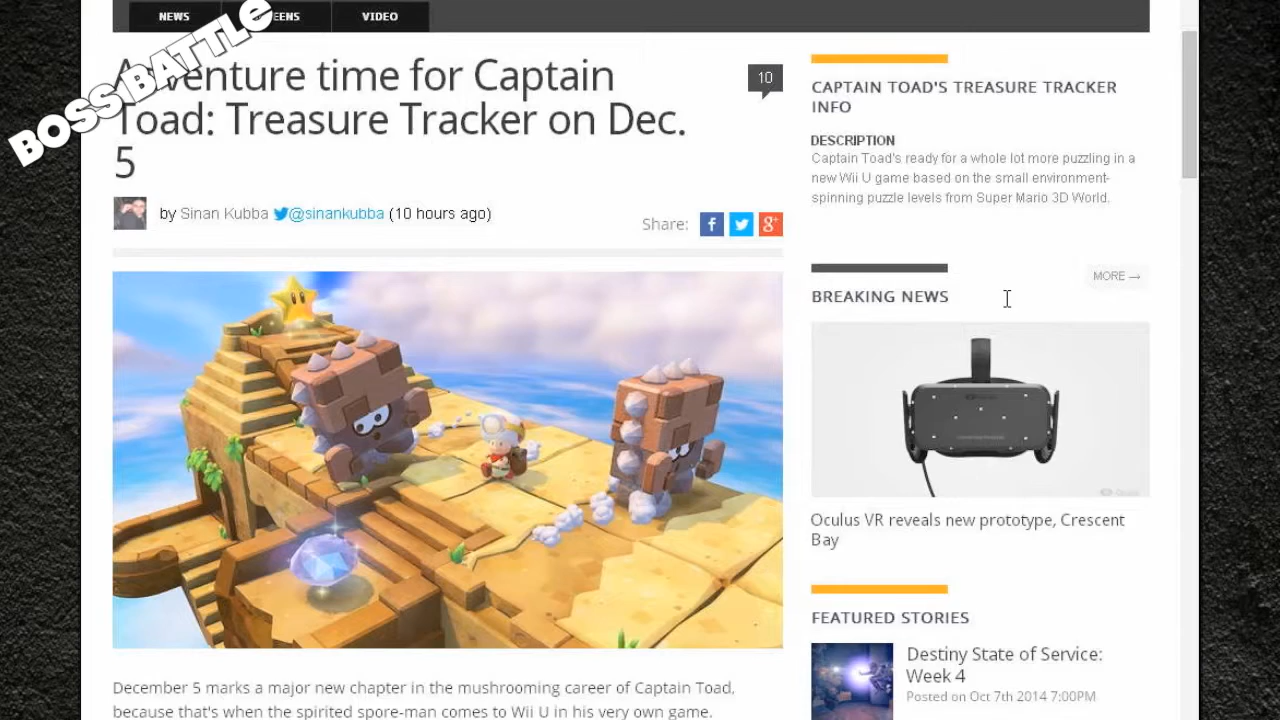 NEWS
VIDEO
BOSS BATTLE
Adventure time for Captain
Toad: Treasure Tracker on Dec.
5
10
by Sinan Kubba @sinankubba (10 hours ago)
Share:
CAPTAIN TOAD'S TREASURE TRACKER
INFO
DESCRIPTION
Captain Toad's ready for a whole lot more puzzling in a
new Wii U game based on the small environment-
spinning puzzle levels from Super Mario 3D World.
MORE →
BREAKING NEWS
Oculus VR reveals new prototype, Crescent
Bay
FEATURED STORIES
Destiny State of Service:
Week 4
Posted on Oct 7th 2014 7:00PM
December 5 marks a major new chapter in the mushrooming career of Captain Toad,
because that's when the spirited spore-man comes to Wii U in his very own game.